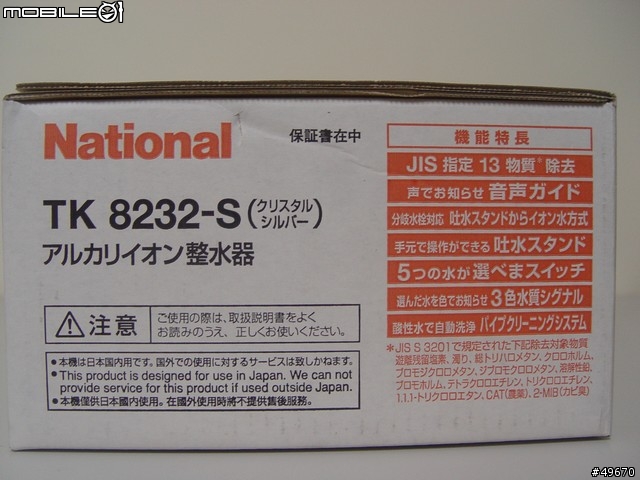 MOBILE01
National
保証書在中
TK 8232-S (クリスタル
シルバー)
アルカリイオン整水器
注意
ご使用の際は、取扱説明書をよく
お読みのうえ、正しくお使いください。
●本機は日本国内用です。国外での使用に対するサービスは致しかねます。
●This product is designed for use in Japan. We can not
provide service for this product if used outside Japan.
●本機僅供日本國内使用。在國外使用時將不提供售後服務。
機能特長
JIS 指定 13 物質* 除去
声でお知らせ 音声ガイド
分岐水栓対応 吐水スタンドからイオン水方式
手元で操作ができる 吐水スタンド
5つの水が選べますスイッチ
選んだ水を色でお知らせ 3色水質シグナル
酸性水で自動洗浄 パイプクリーニングシステム
*JIS S 3201で規定された下記除去対象物質
遊離残留塩素、濁り、総トリハロメタン、クロロホルム、
ブロモジクロロメタン、ジブロモクロロメタン、溶解性鉛、
ブロモホルム、テトラクロロエチレン、トリクロロエチレン、
1.1.1-トリクロロエタン、CAT(農薬)、2-MIB(カビ臭)
#49670